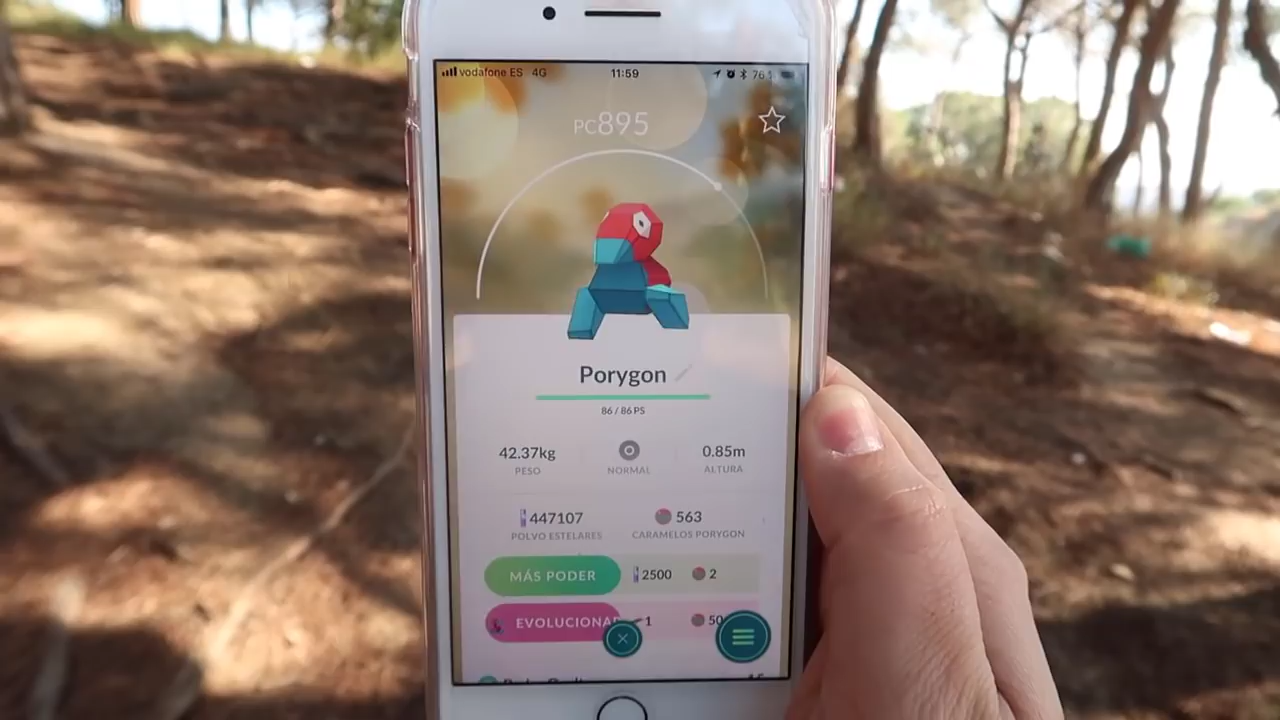 vodafone ES 4G 11:59 76
PC895
Porygon
86 / 86 PS
42.37kg NORMAL 0.85m
PESO ALTURA
447107 563
POLVO ESTELARES CARAMELOS PORYGON
MÁS PODER 2500 2
EVOLUCIONAR 1 50